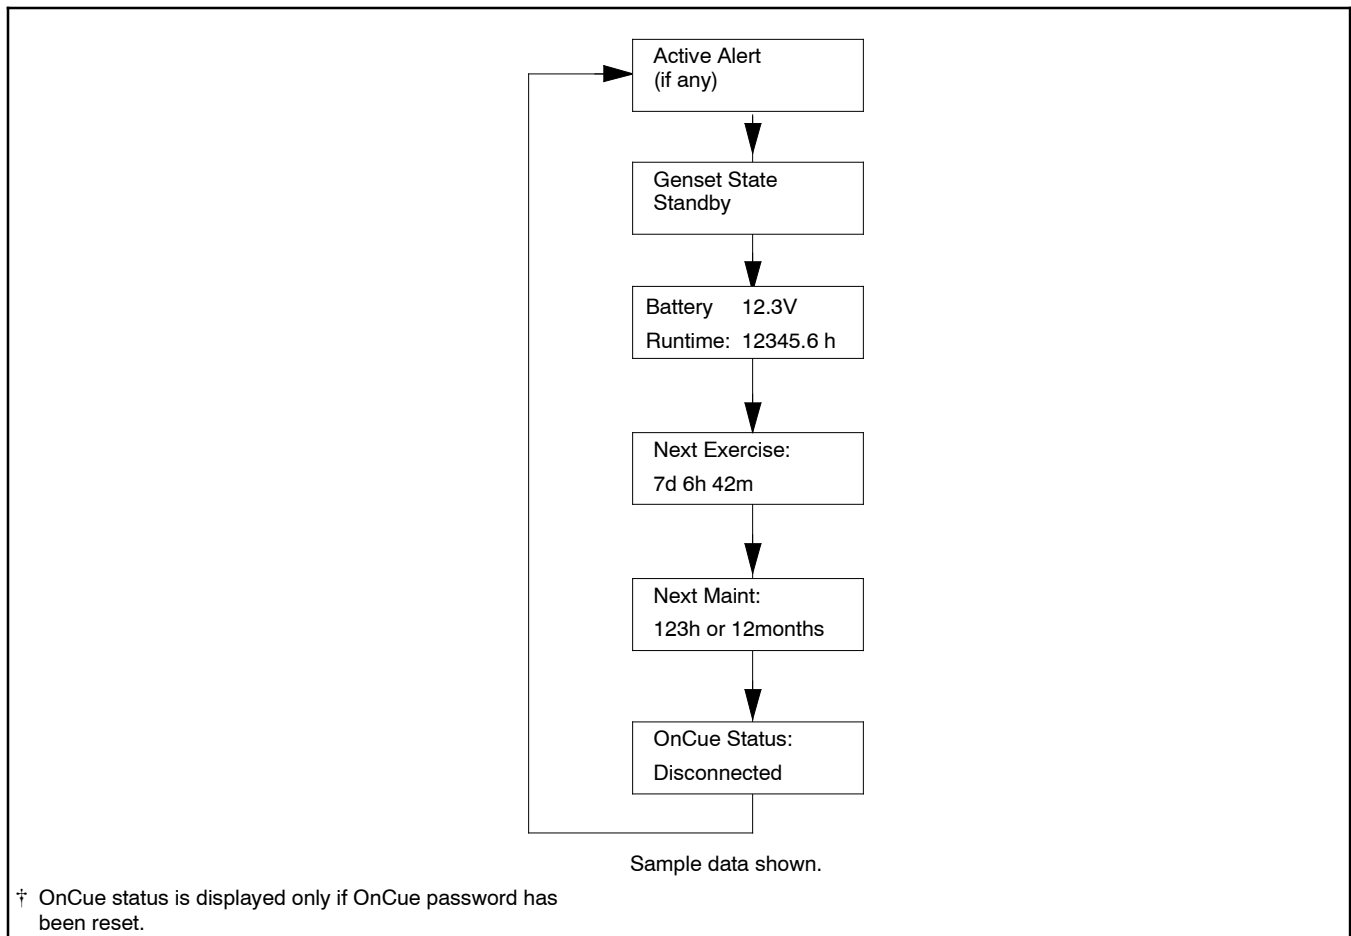 Active Alert
(if any)
Genset State
Standby
Battery 12.3V
Runtime: 12345.6 h
Next Exercise:
7d 6h 42m
Next Maint:
123h or 12months
OnCue Status:
Disconnected
Sample data shown.
† OnCue status is displayed only if OnCue password has
been reset.